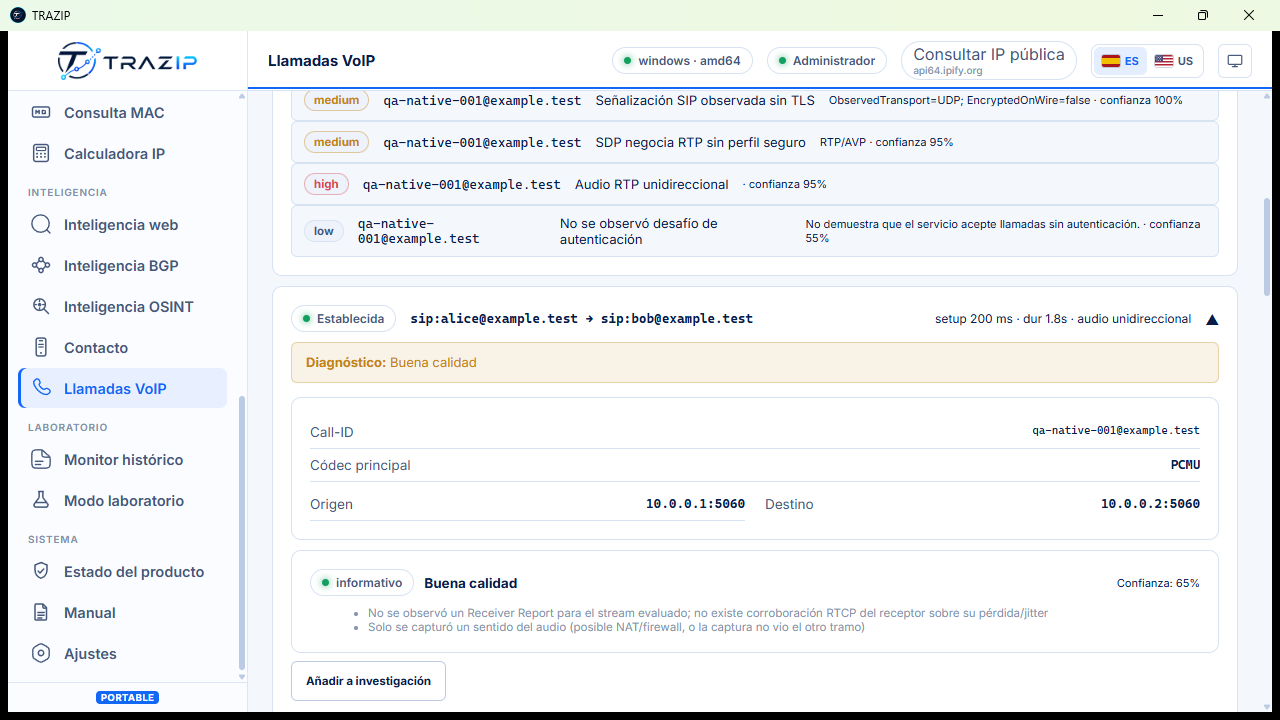 TRAZIP
TRAZIP
Consulta MAC
Calculadora IP
INTELIGENCIA
Inteligencia web
Inteligencia BGP
Inteligencia OSINT
Contacto
Llamadas VoIP
LABORATORIO
Monitor histórico
Modo laboratorio
SISTEMA
Estado del producto
Manual
Ajustes
PORTABLE
Llamadas VoIP
windows · amd64
Administrador
Consultar IP pública
api64.ipify.org
ES
US
medium qa-native-001@example.test Señalización SIP observada sin TLS ObservedTransport=UDP; EncryptedOnWire=false · confianza 100%
medium qa-native-001@example.test SDP negocia RTP sin perfil seguro RTP/AVP · confianza 95%
high qa-native-001@example.test Audio RTP unidireccional · confianza 95%
low
qa-native-
001@example.test
No se observó desafío de
autenticación
No demuestra que el servicio acepte llamadas sin autenticación. · confianza
55%
Establecida sip:alice@example.test → sip:bob@example.test setup 200 ms · dur 1.8s · audio unidireccional ▲
Diagnóstico: Buena calidad
Call-ID qa-native-001@example.test
Códec principal PCMU
Origen 10.0.0.1:5060 Destino 10.0.0.2:5060
informativo Buena calidad Confianza: 65%
• No se observó un Receiver Report para el stream evaluado; no existe corroboración RTCP del receptor sobre su pérdida/jitter
• Solo se capturó un sentido del audio (posible NAT/firewall, o la captura no vio el otro tramo)
Añadir a investigación